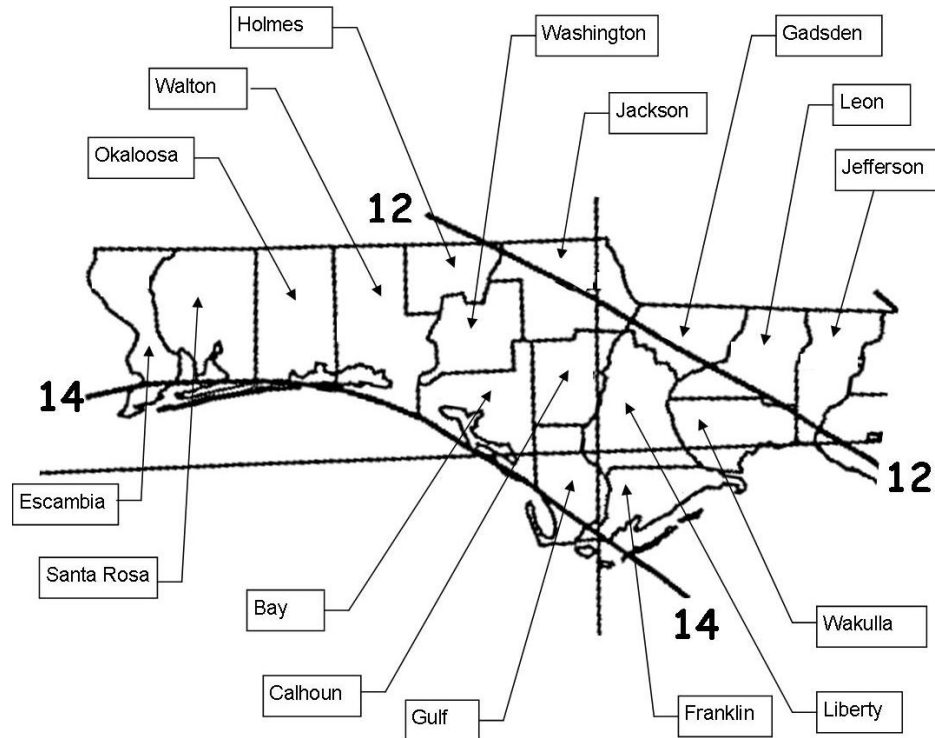 Holmes
Washington
Gadsden
Walton
Jackson
Leon
Okaloosa
Jefferson
12
14
12
Escambia
Santa Rosa
Bay
14
Wakulla
Calhoun
Gulf
Franklin
Liberty